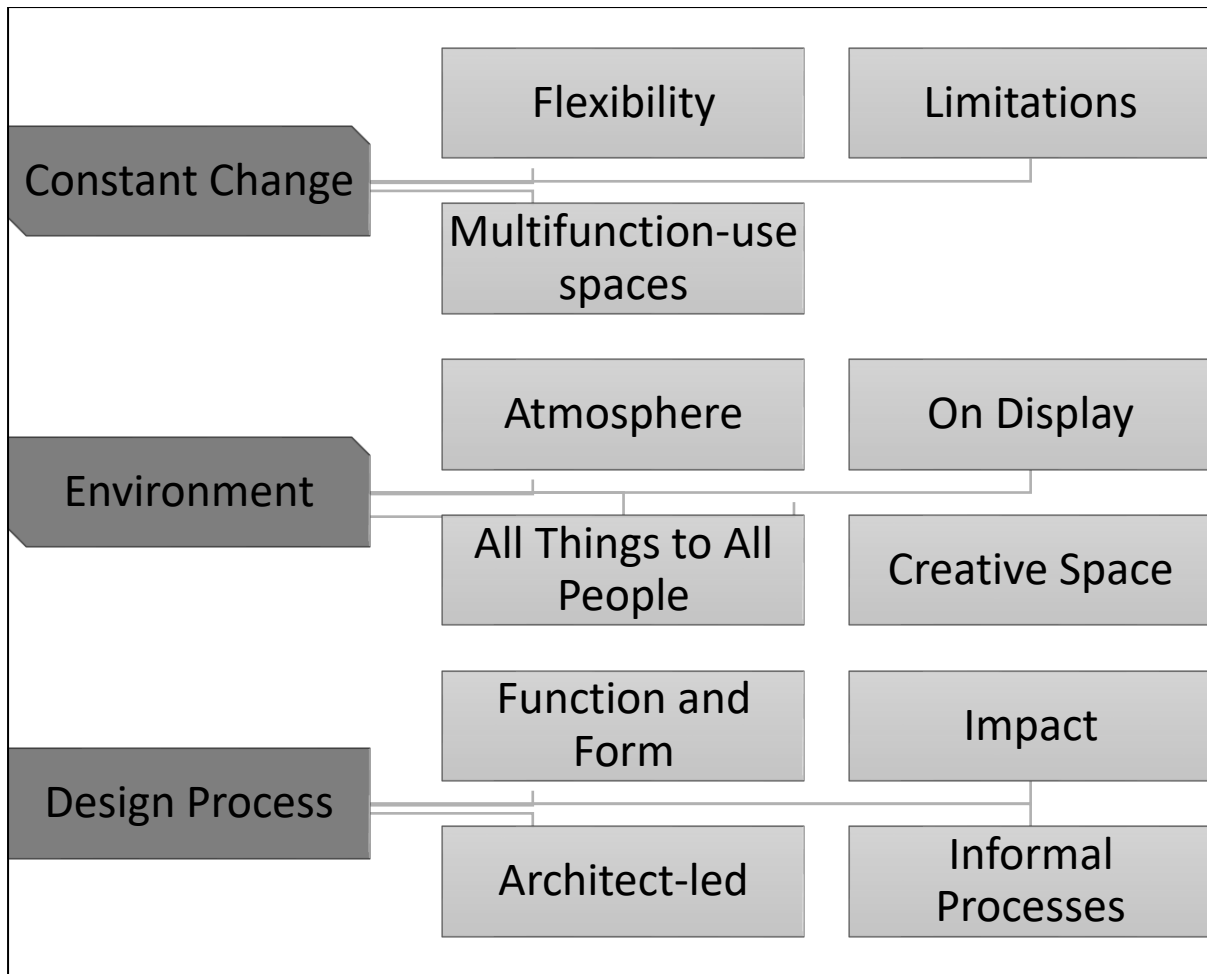 Constant Change
Flexibility
Limitations
Multifunction-use
spaces
Environment
Atmosphere
On Display
All Things to All
People
Creative Space
Design Process
Function and
Form
Impact
Architect-led
Informal
Processes